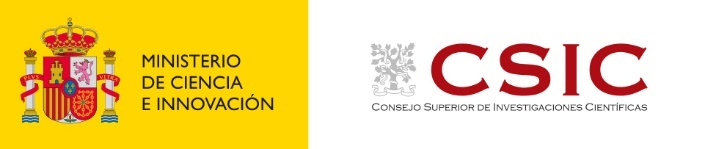 MINISTERIO
DE CIENCIA
E INNOVACIÓN
PLVS VLTRA
CSIC
CONSEJO SUPERIOR DE INVESTIGACIONES CIENTÍFICAS